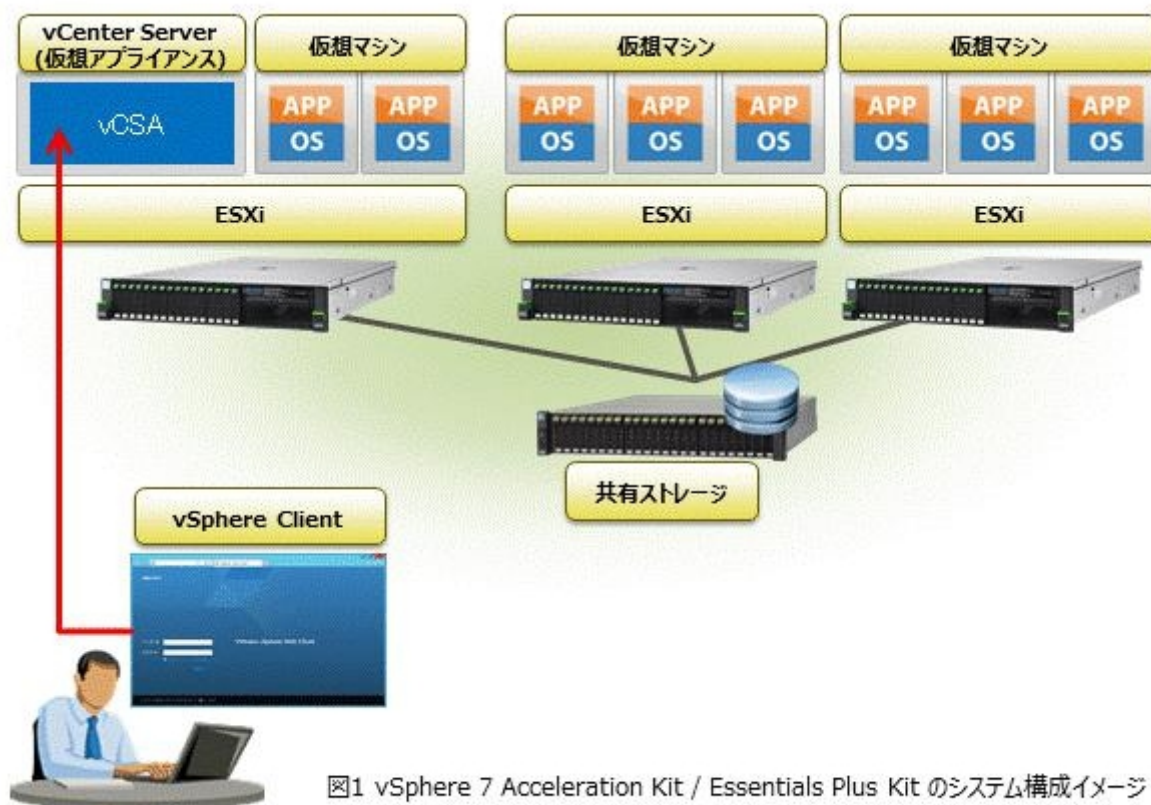 vCenter Server
(仮想アプライアンス)
仮想マシン
仮想マシン
仮想マシン
vCSA
APP
OS
APP
OS
APP
OS
APP
OS
APP
OS
APP
OS
APP
OS
APP
OS
ESXi
ESXi
ESXi
共有ストレージ
vSphere Client
図1 vSphere 7 Acceleration Kit / Essentials Plus Kit のシステム構成イメージ